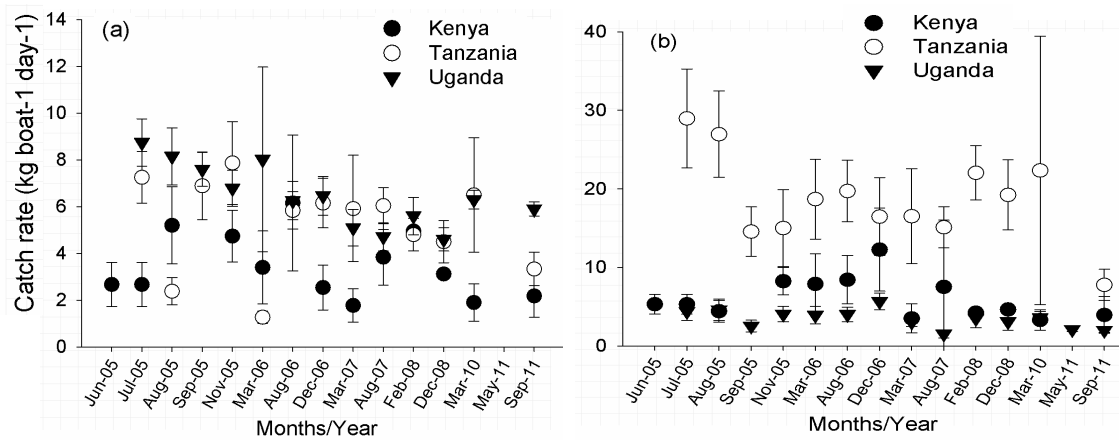 (a)
Kenya
Tanzania
Uganda
Catch rate (kg boat-1 day-1)
14
12
10
8
6
4
2
0
Jun-05
Jul-05
Aug-05
Sep-05
Nov-05
Mar-06
Aug-06
Dec-06
Mar-07
Aug-07
Feb-08
Dec-08
Mar-10
May-11
Sep-11
Months/Year
(b)
Kenya
Tanzania
Uganda
40
30
20
10
0
Jun-05
Jul-05
Aug-05
Sep-05
Nov-05
Mar-06
Aug-06
Dec-06
Mar-07
Aug-07
Feb-08
Dec-08
Mar-10
May-11
Sep-11
Months/Year